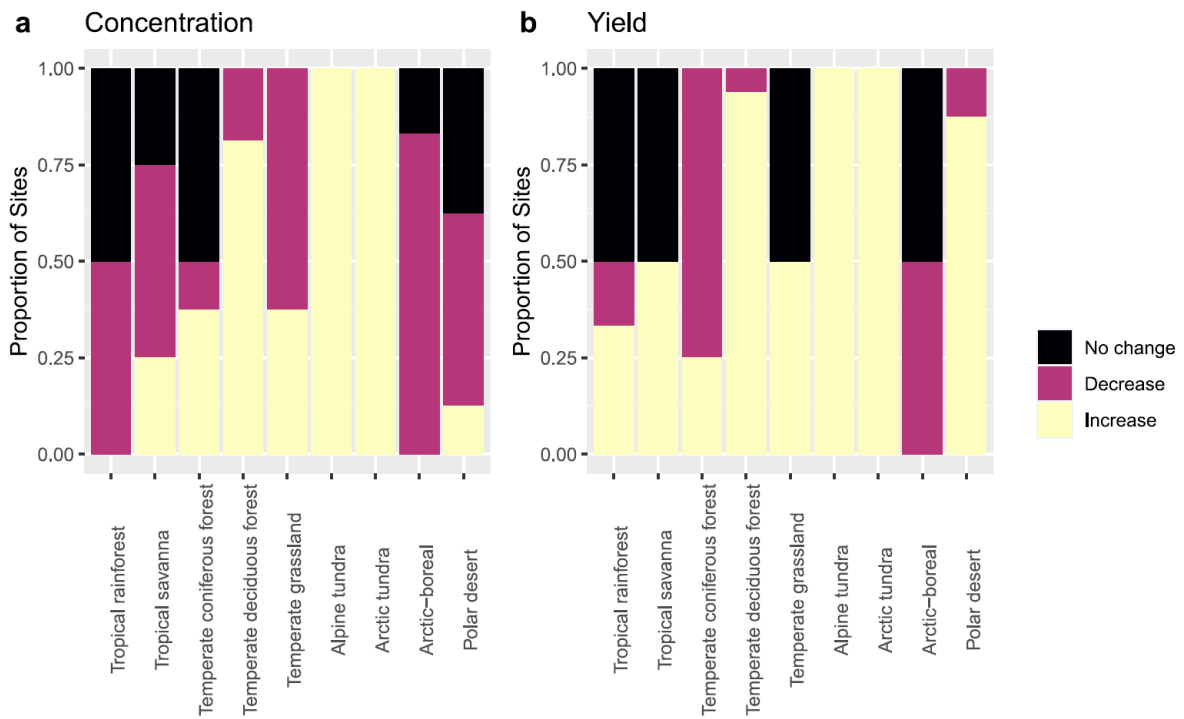 a Concentration
Proportion of Sites
1.00
0.75
0.50
0.25
0.00
Tropical rainforest
Tropical savanna
Temperate coniferous forest
Temperate deciduous forest
Temperate grassland
Alpine tundra
Arctic tundra
Arctic−boreal
Polar desert
b Yield
Proportion of Sites
1.00
0.75
0.50
0.25
0.00
Tropical rainforest
Tropical savanna
Temperate coniferous forest
Temperate deciduous forest
Temperate grassland
Alpine tundra
Arctic tundra
Arctic−boreal
Polar desert
No change
Decrease
Increase